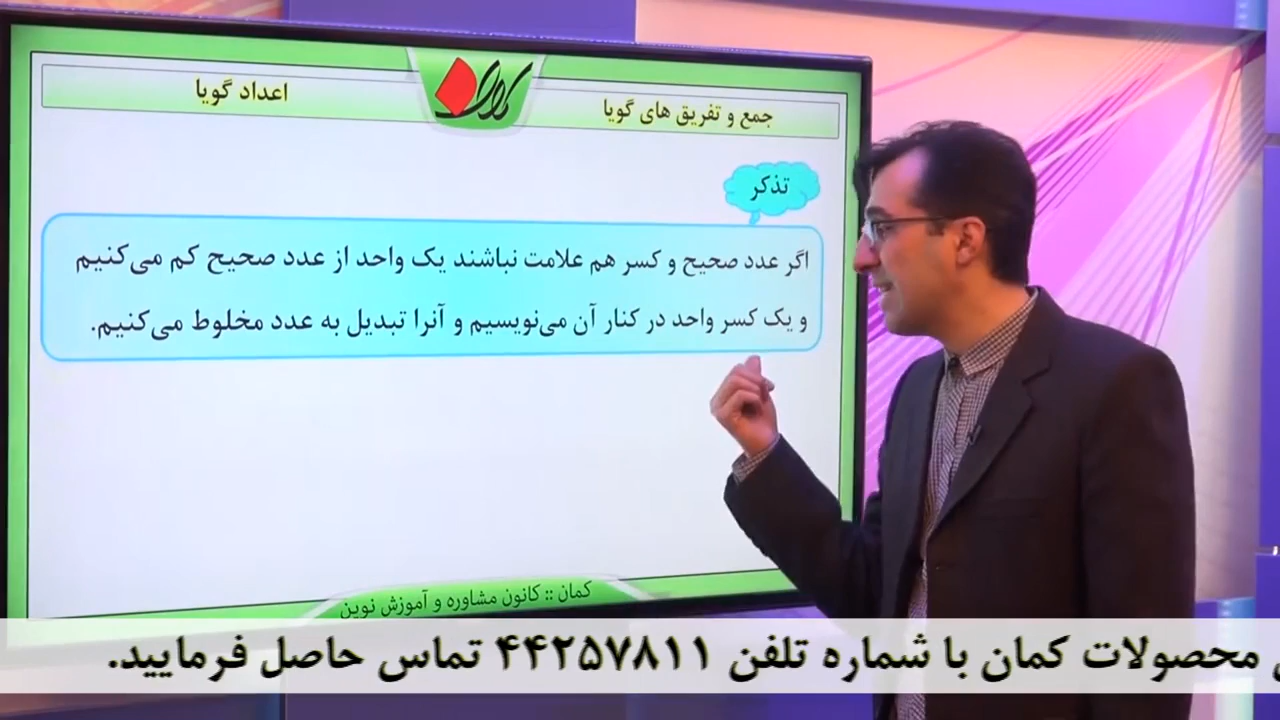 جمع و تفریق های گویا
اعداد گویا
تذکر
اگر عدد صحیح و کسر هم علامت نباشند یک واحد از عدد صحیح کم می‌کنیم
و یک کسر واحد در کنار آن می‌نویسیم و آنرا تبدیل به عدد مخلوط می‌کنیم.
کمان :: کانون مشاوره و آموزش نوین
محصولات کمان با شماره تلفن ۴۴۲۵۷۸۱۱ تماس حاصل فرمایید.